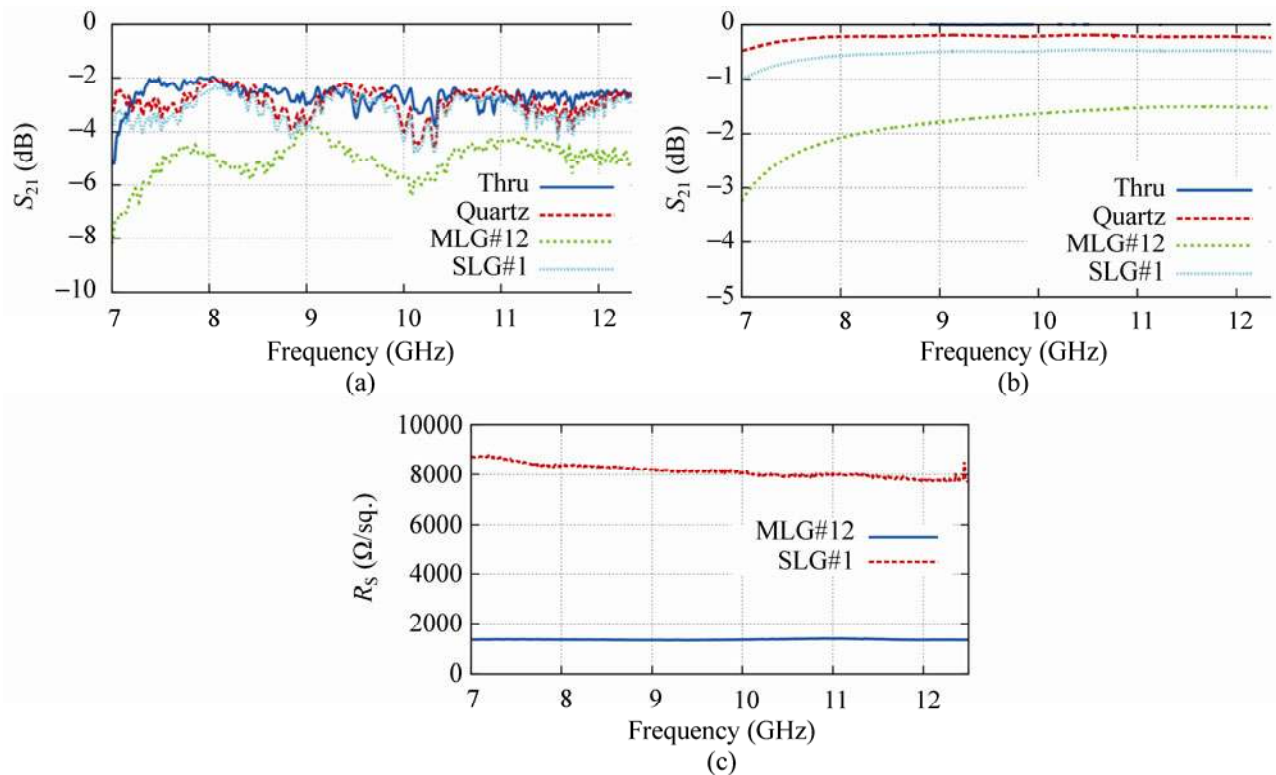 0
−2
−4
−6
−8
−10
S21 (dB)
Thru
Quartz
MLG#12
SLG#1
7 8 9 10 11 12
Frequency (GHz)
(a)
0
−1
−2
−3
−4
−5
S21 (dB)
Thru
Quartz
MLG#12
SLG#1
7 8 9 10 11 12
Frequency (GHz)
(b)
10000
8000
6000
4000
2000
0
RS (Ω/sq.)
MLG#12
SLG#1
7 8 9 10 11 12
Frequency (GHz)
(c)